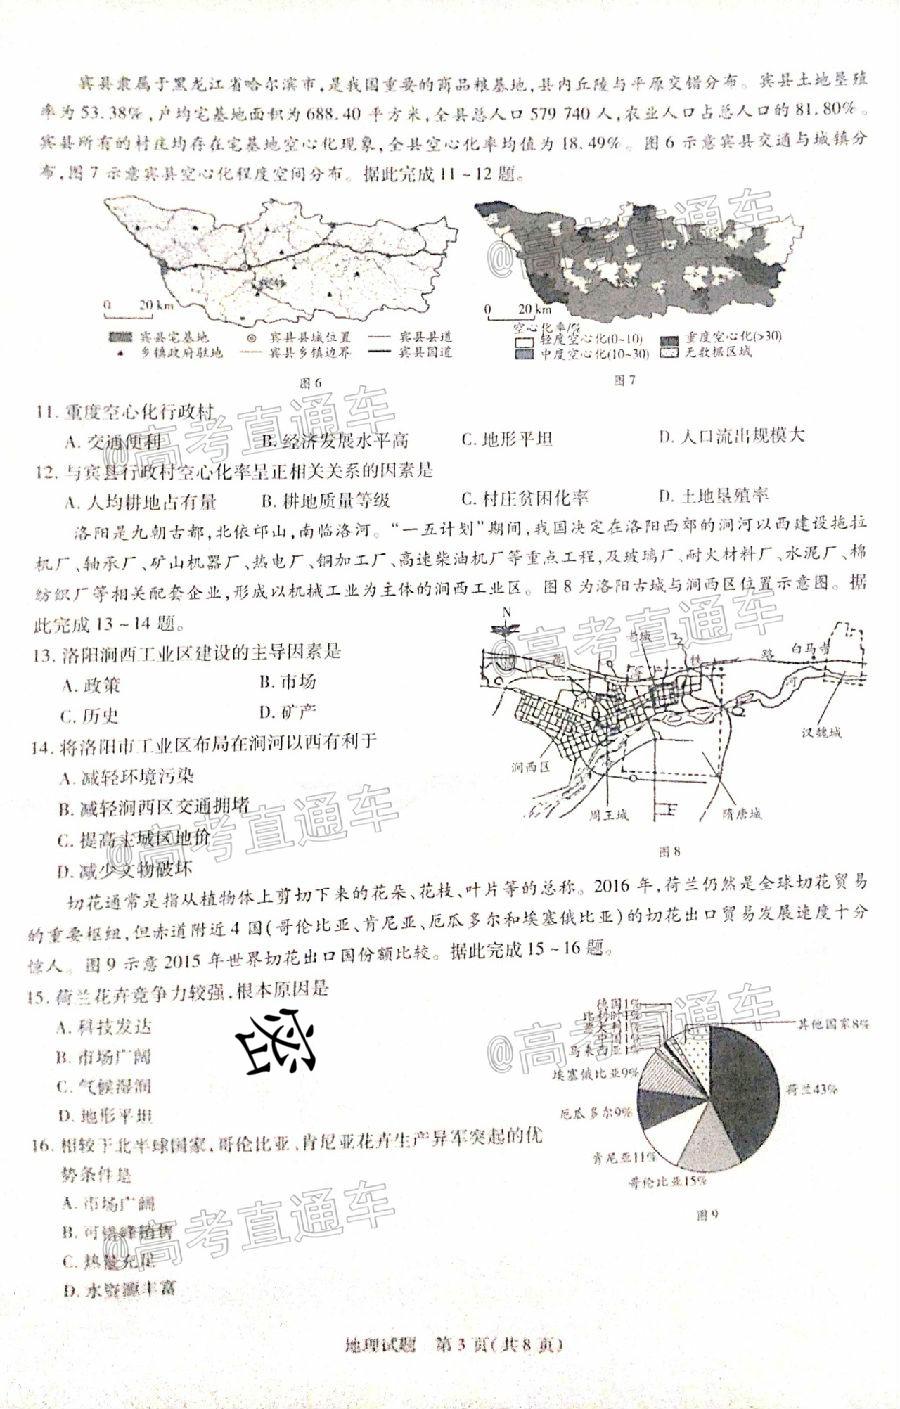 宾县隶属于黑龙江省哈尔滨市,是我国重要的商品粮基地,县内丘陵与平原交错分布。宾县土地垦殖
率为53.38%,户均宅基地面积为688.40平方米,全县总人口579 740人,农业人口占总人口的81.80%。
宾县所有的村庄均存在宅基地空心化现象,全县空心化率均值为18.49%。图6示意宾县交通与城镇分
布,图7示意宾县空心化程度空间分布。据此完成11~12题。
0 20 km
宾县宅基地 宾县县城位置 宾县县道
乡镇政府驻地 宾县乡镇边界 宾县国道
图6
0 20 km
空心化率/%
轻度空心化(0~10) 重度空心化(>30)
中度空心化(10~30) 无数据区域
图7
@高考直通车
11.重度空心化行政村
A.交通便利 B.经济发展水平高 C.地形平坦 D.人口流出规模大
12.与宾县行政村空心化率呈正相关关系的因素是
A.人均耕地占有量 B.耕地质量等级 C.村庄贫困化率 D.土地垦殖率
洛阳是九朝古都,北依邙山,南临洛河。“一五计划”期间,我国决定在洛阳西郊的涧河以西建设拖拉
机厂、轴承厂、矿山机器厂、热电厂、铜加工厂、高速柴油机厂等重点工程,及玻璃厂、耐火材料厂、水泥厂、棉
纺织厂等相关配套企业,形成以机械工业为主体的涧西工业区。图8为洛阳古城与涧西区位置示意图。据
此完成13~14题。
13.洛阳涧西工业区建设的主导因素是
A.政策 B.市场
C.历史 D.矿产
14.将洛阳市工业区布局在涧河以西有利于
A.减轻环境污染
B.减轻涧西区交通拥堵
C.提高主城区地价
D.减少文物破坏
N
老城
白马寺
路
河
汉魏城
涧西区
周王城
隋唐城
图8
切花通常是指从植物体上剪切下来的花朵、花枝、叶片等的总称。2016年,荷兰仍然是全球切花贸易
的重要枢纽,但赤道附近4国(哥伦比亚、肯尼亚、厄瓜多尔和埃塞俄比亚)的切花出口贸易发展速度十分
惊人。图9示意2015年世界切花出口国份额比较。据此完成15~16题。
15.荷兰花卉竞争力较强,根本原因是
A.科技发达
B.市场广阔
C.气候湿润
D.地形平坦
16.相较于北半球国家,哥伦比亚、肯尼亚花卉生产异军突起的优
势条件是
A.市场广阔
B.可错峰销售
C.热量充足
D.水资源丰富
密
德国1%
比利时1%
意大利1%
中国1%
马来西亚1%
埃塞俄比亚9%
厄瓜多尔9%
肯尼亚11%
哥伦比亚15%
荷兰43%
其他国家8%
图9
地理试题 第3页(共8页)